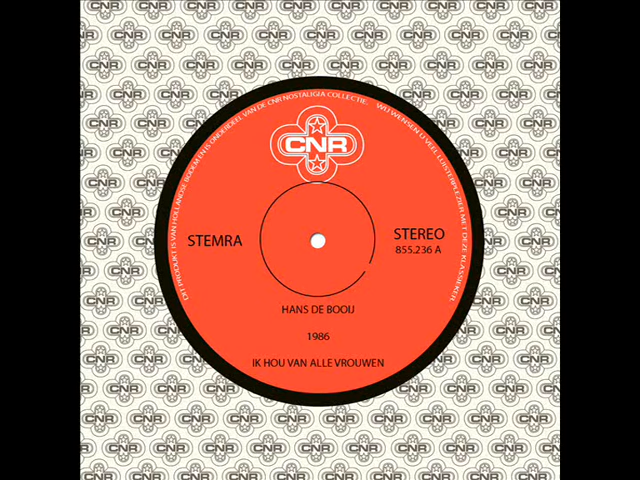 DIT PRODUKT IS VAN HOLLANDSE BODEM EN IS ONDERDEEL VAN DE CNR NOSTALIGIA COLLECTIE. WIJ WENSEN U VEEL LUISTERPLEZIER MET DEZE KLASSIEKER.
CNR
STEMRA
STEREO
855.236 A
HANS DE BOOIJ
1986
IK HOU VAN ALLE VROUWEN